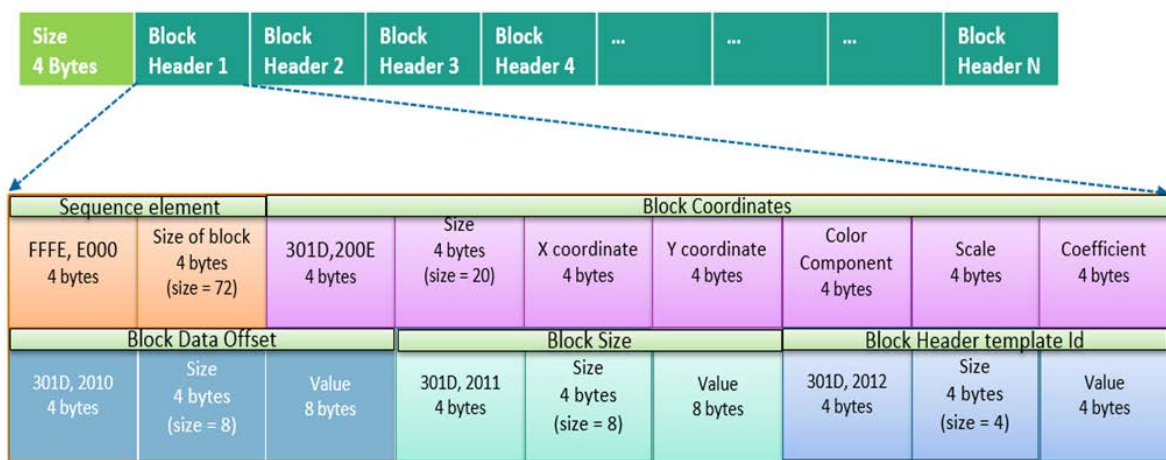 Size
4 Bytes
Block
Header 1
Block
Header 2
Block
Header 3
Block
Header 4
...
...
...
Block
Header N
Sequence element
Block Coordinates
FFFE, E000
4 bytes
Size of block
4 bytes
(size = 72)
301D,200E
4 bytes
Size
4 bytes
(size = 20)
X coordinate
4 bytes
Y coordinate
4 bytes
Color
Component
4 bytes
Scale
4 bytes
Coefficient
4 bytes
Block Data Offset
Block Size
Block Header template Id
301D, 2010
4 bytes
Size
4 bytes
(size = 8)
Value
8 bytes
301D, 2011
4 bytes
Size
4 bytes
(size = 8)
Value
8 bytes
301D, 2012
4 bytes
Size
4 bytes
(size = 4)
Value
4 bytes